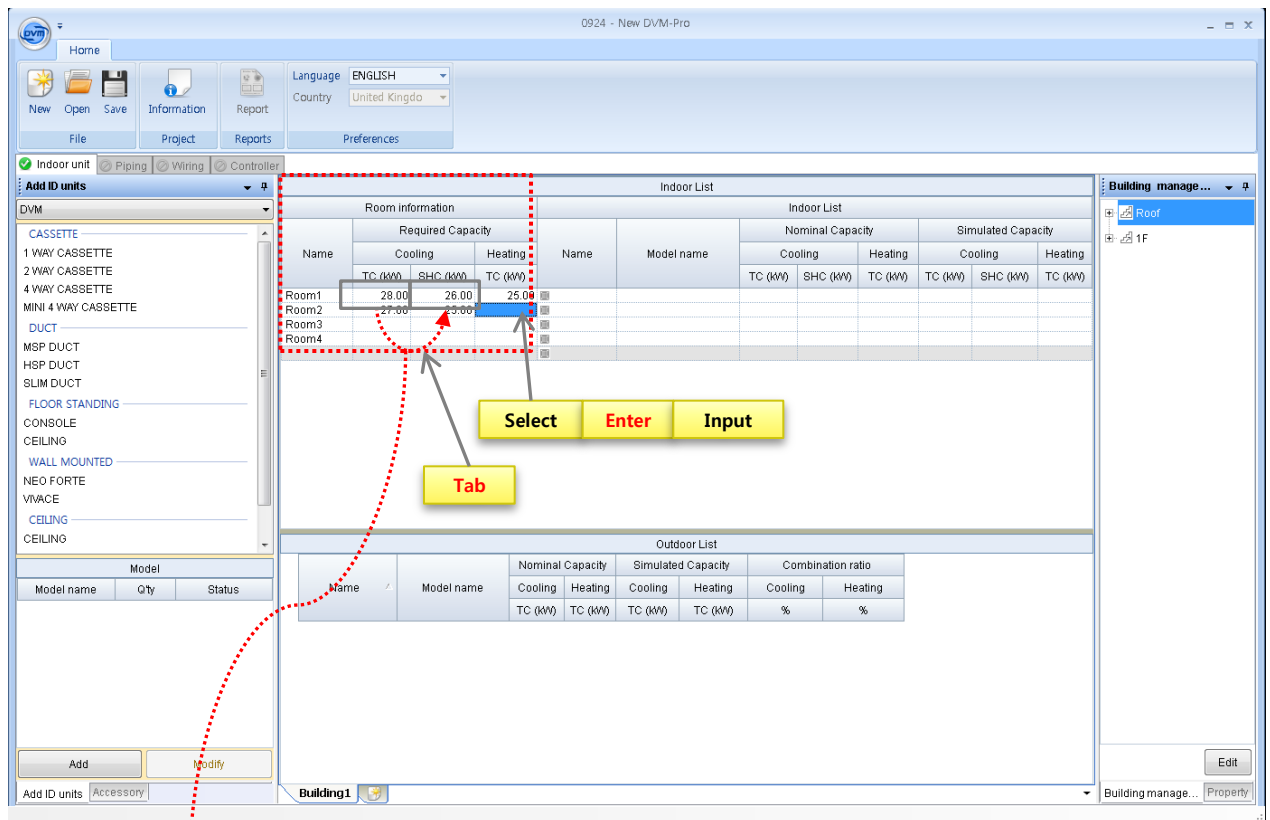 DVM
0924 - New DVM-Pro
Home
New Open Save Information Report
Language ENGLISH
Country United Kingdo
File Project Reports Preferences
Indoor unit Piping Wiring Controller
Add ID units
DVM
CASSETTE
1 WAY CASSETTE
2 WAY CASSETTE
4 WAY CASSETTE
MINI 4 WAY CASSETTE
DUCT
MSP DUCT
HSP DUCT
SLIM DUCT
FLOOR STANDING
CONSOLE
CEILING
WALL MOUNTED
NEO FORTE
VIVACE
CEILING
CEILING
Model
Model name Q'ty Status
Add Modify
Add ID units Accessory
Indoor List
Room information Indoor List
Name Required Capacity Name Model name Nominal Capacity Simulated Capacity
Cooling Heating Cooling Heating Cooling Heating
TC (kW) SHC (kW) TC (kW) TC (kW) SHC (kW) TC (kW) TC (kW) SHC (kW) TC (kW)
Room1 28.00 26.00 25.00
Room2 27.00 25.00
Room3
Room4
Select Enter Input
Tab
Outdoor List
Name Model name Nominal Capacity Simulated Capacity Combination ratio
Cooling Heating Cooling Heating Cooling Heating
TC (kW) TC (kW) TC (kW) TC (kW) % %
Building1
Building manage...
Roof
1F
Edit
Building manage... Property